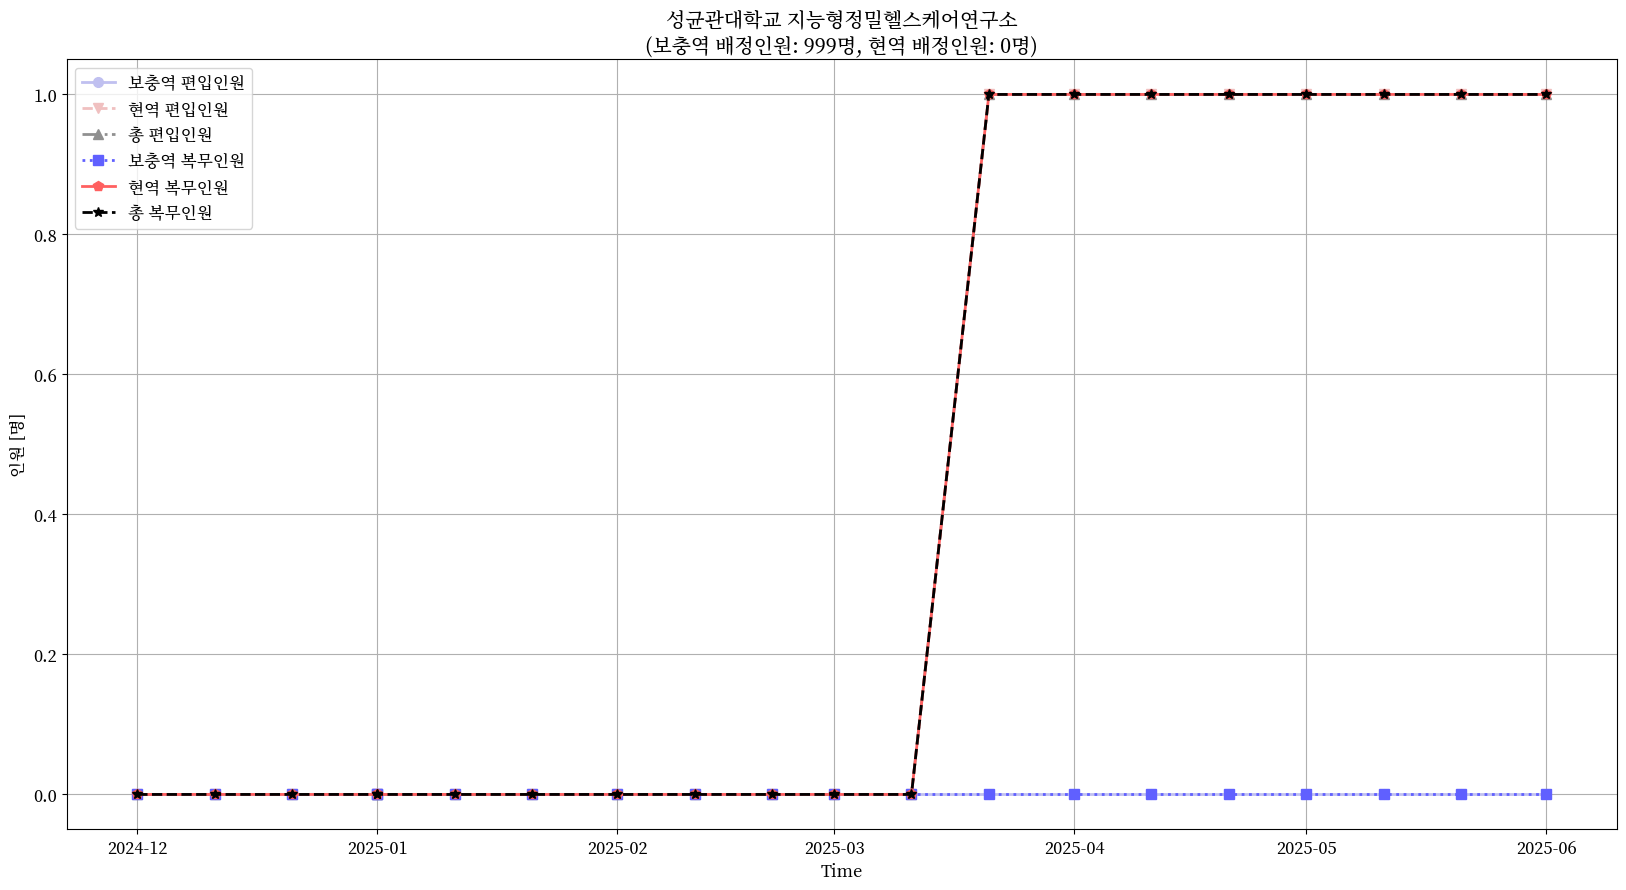 성균관대학교 지능형정밀헬스케어연구소
(보충역 배정인원: 999명, 현역 배정인원: 0명)
보충역 편입인원
현역 편입인원
총 편입인원
보충역 복무인원
현역 복무인원
총 복무인원
인원 [명]
1.0
0.8
0.6
0.4
0.2
0.0
2024-12
2025-01
2025-02
2025-03
2025-04
2025-05
2025-06
Time